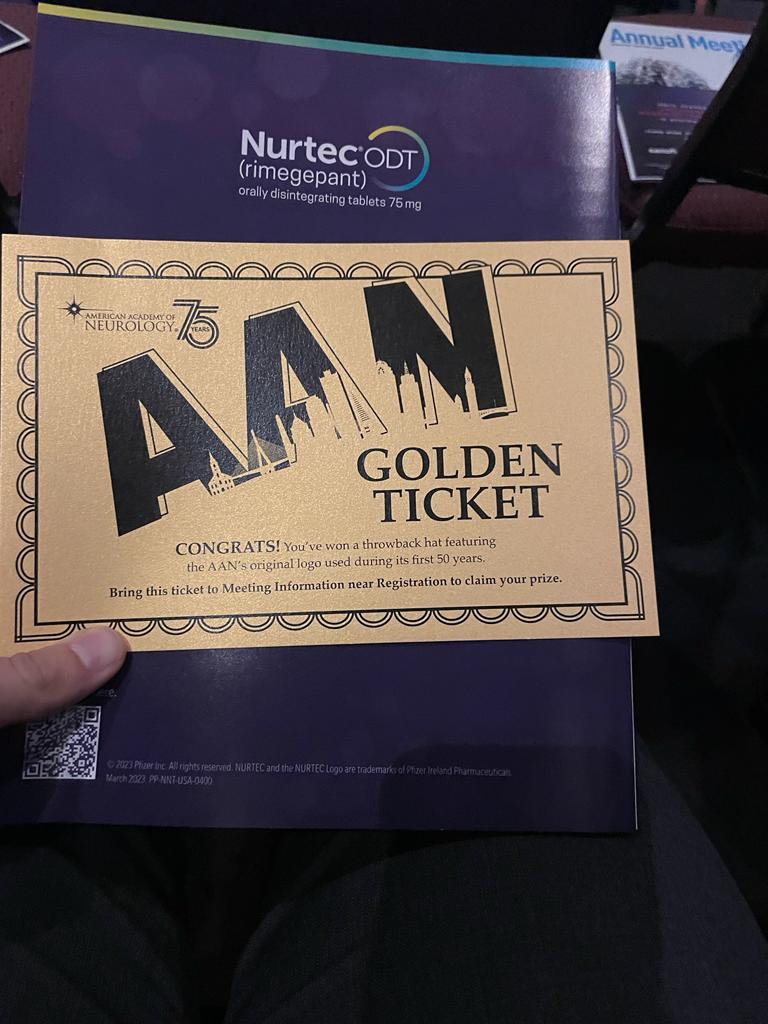 Annual Meeti
Nurtec® ODT
(rimegepant)
orally disintegrating tablets 75 mg
AMERICAN ACADEMY OF
NEUROLOGY®
75
YEARS
AAN
GOLDEN
TICKET
CONGRATS! You've won a throwback hat featuring
the AAN's original logo used during its first 50 years.
Bring this ticket to Meeting Information near Registration to claim your prize.
ere.
© 2023 Pfizer Inc. All rights reserved. NURTEC and the NURTEC Logo are trademarks of Pfizer Ireland Pharmaceuticals.
March 2023. PP-NNT-USA-0400